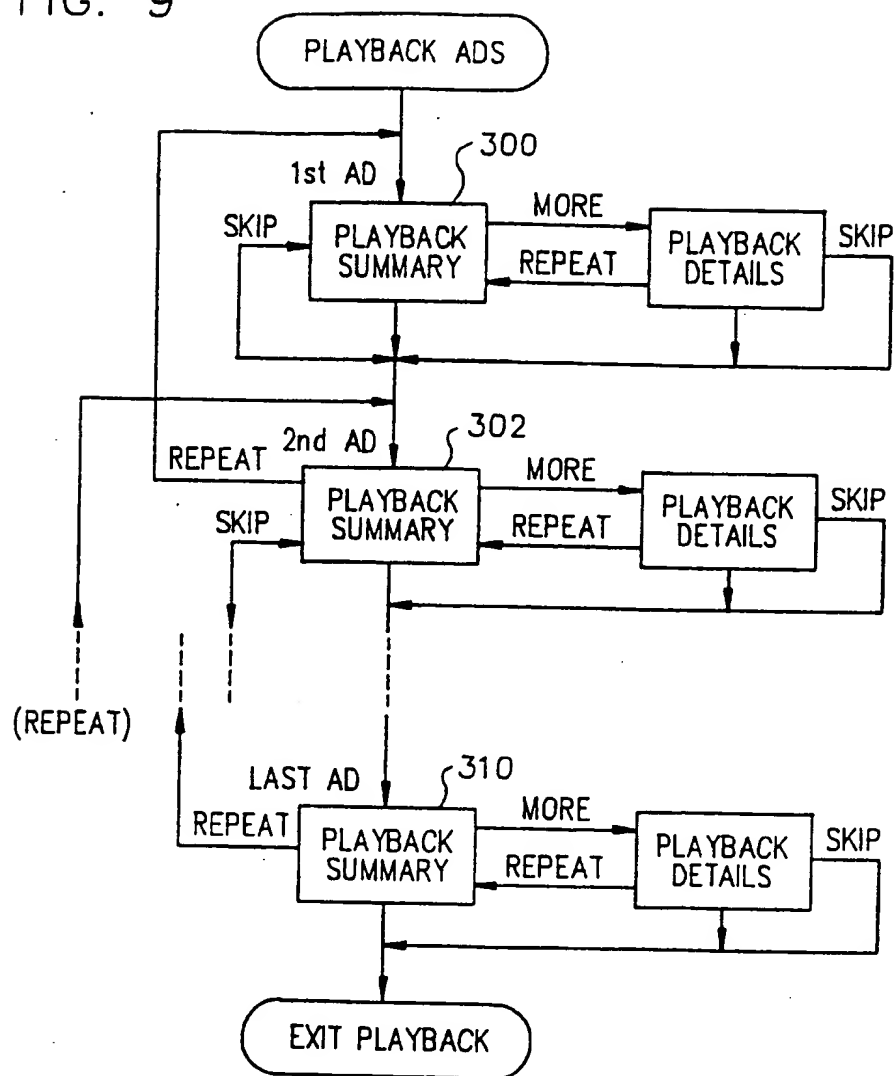 FIG. 9
PLAYBACK ADS
300
1st AD
SKIP
PLAYBACK
SUMMARY
MORE
REPEAT
PLAYBACK
DETAILS
SKIP
302
2nd AD
REPEAT
SKIP
PLAYBACK
SUMMARY
MORE
REPEAT
PLAYBACK
DETAILS
SKIP
(REPEAT)
310
LAST AD
REPEAT
PLAYBACK
SUMMARY
MORE
REPEAT
PLAYBACK
DETAILS
SKIP
EXIT PLAYBACK